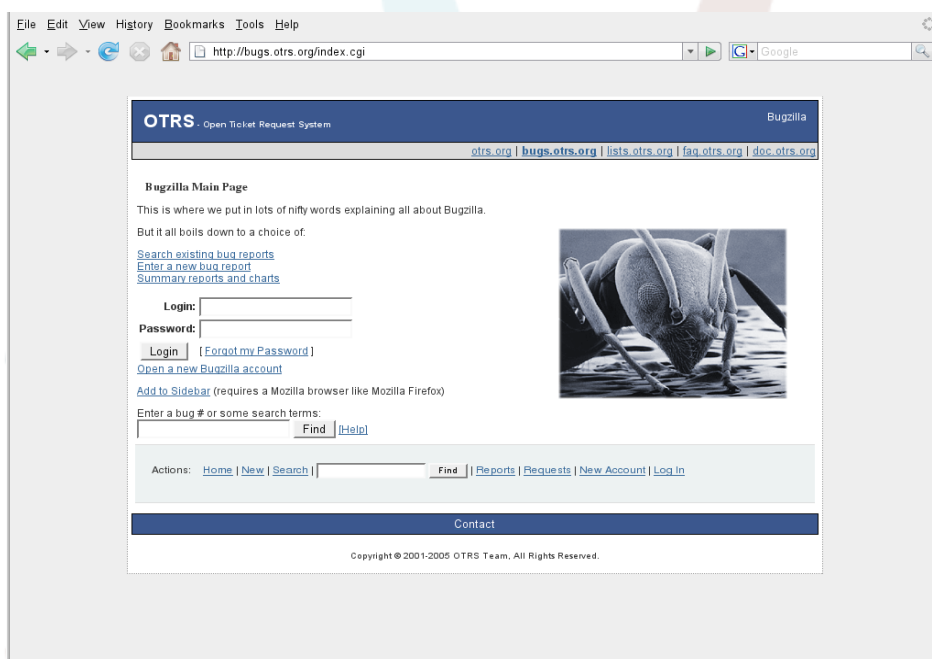 File Edit View History Bookmarks Tools Help
http://bugs.otrs.org/index.cgi G Google
OTRS - Open Ticket Request System Bugzilla
otrs.org | bugs.otrs.org | lists.otrs.org | faq.otrs.org | doc.otrs.org
Bugzilla Main Page
This is where we put in lots of nifty words explaining all about Bugzilla.
But it all boils down to a choice of:
Search existing bug reports
Enter a new bug report
Summary reports and charts
Login:
Password:
Login [ Forgot my Password ]
Open a new Bugzilla account
Add to Sidebar (requires a Mozilla browser like Mozilla Firefox)
Enter a bug # or some search terms:
Find [Help]
Actions: Home | New | Search | Find | Reports | Requests | New Account | Log In
Contact
Copyright © 2001-2005 OTRS Team, All Rights Reserved.